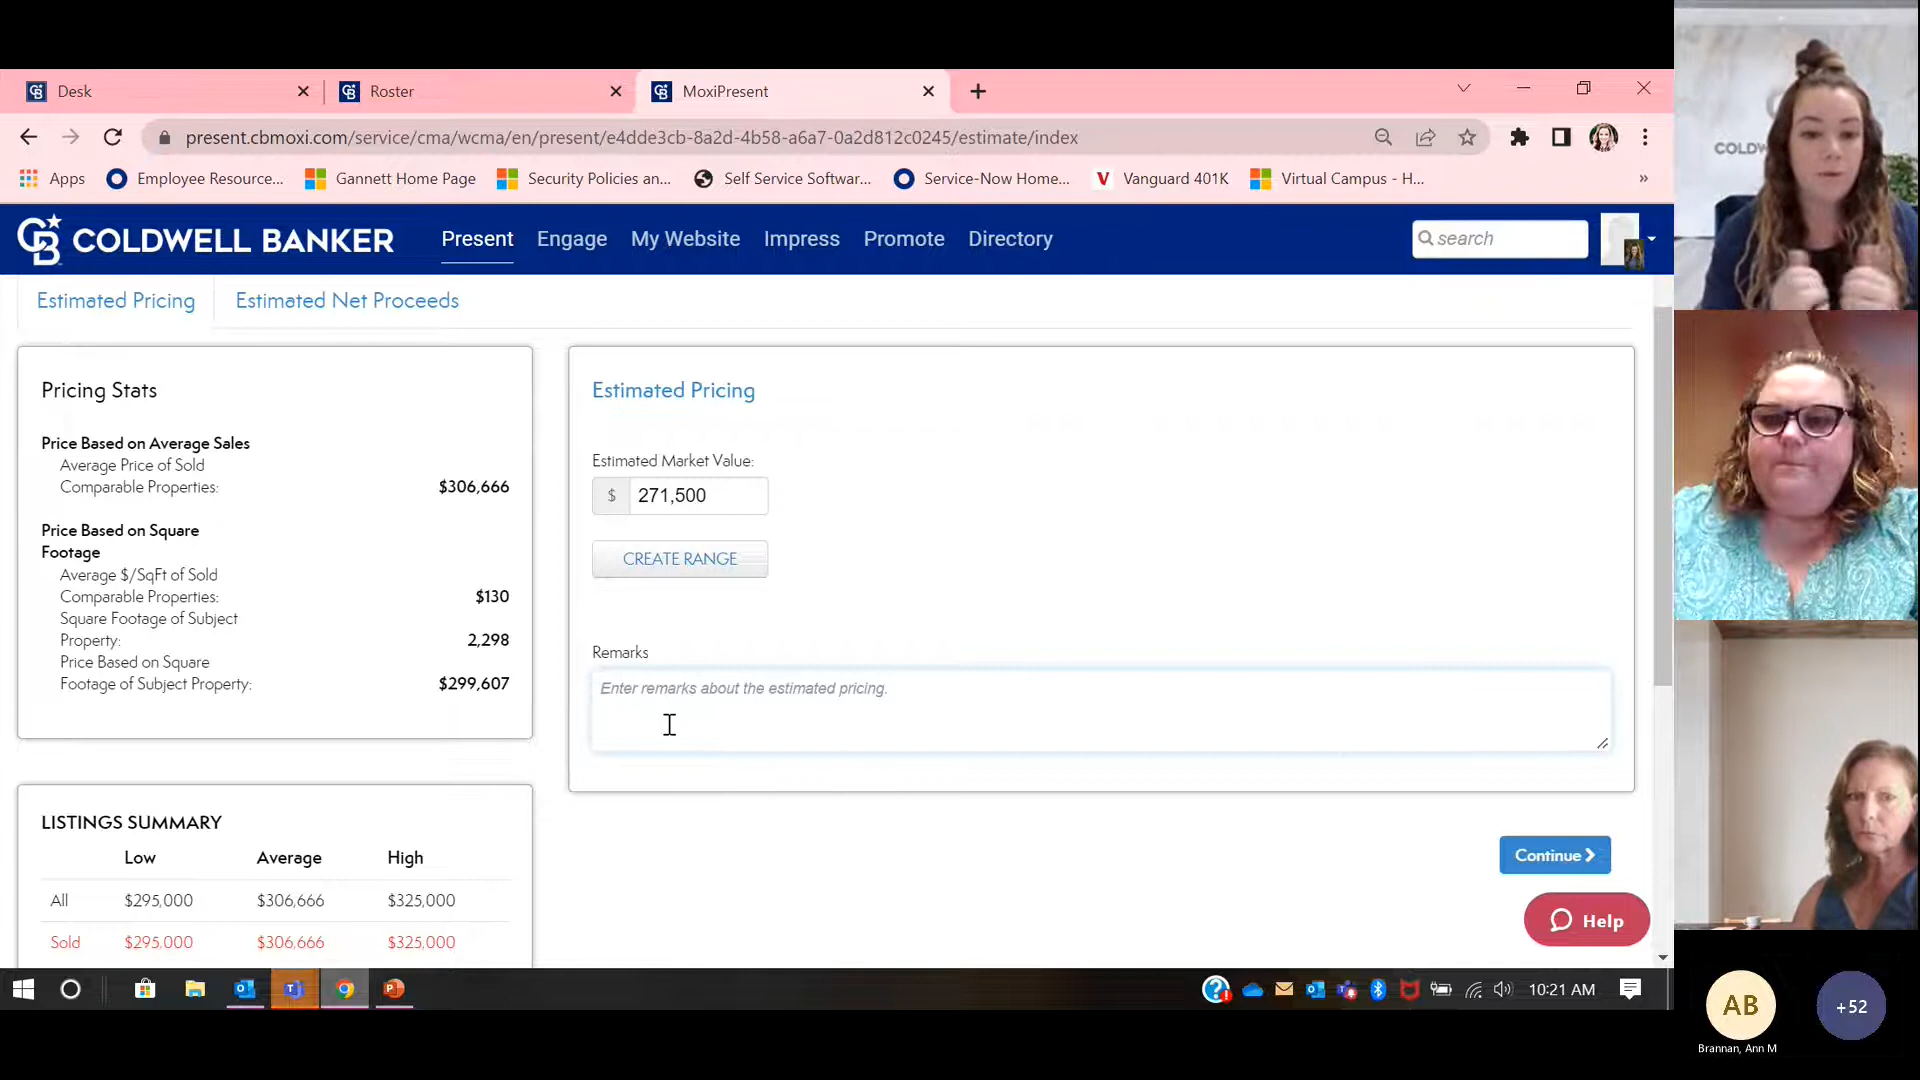 Desk
Roster
MoxiPresent
present.cbmoxi.com/service/cma/wcma/en/present/e4dde3cb-8a2d-4b58-a6a7-0a2d812c0245/estimate/index
Apps
Employee Resource...
Gannett Home Page
Security Policies an...
Self Service Softwar...
Service-Now Home...
Vanguard 401K
Virtual Campus - H...
»
COLDWELL BANKER
Present
Engage
My Website
Impress
Promote
Directory
search
Estimated Pricing
Estimated Net Proceeds
Pricing Stats
Price Based on Average Sales
Average Price of Sold
Comparable Properties: $306,666
Price Based on Square
Footage
Average $/SqFt of Sold
Comparable Properties: $130
Square Footage of Subject
Property: 2,298
Price Based on Square
Footage of Subject Property: $299,607
Estimated Pricing
Estimated Market Value:
$ 271,500
CREATE RANGE
Remarks
Enter remarks about the estimated pricing.
Continue
Help
LISTINGS SUMMARY
Low Average High
All $295,000 $306,666 $325,000
Sold $295,000 $306,666 $325,000
10:21 AM
COLDW
AB
+52
Brannan, Ann M